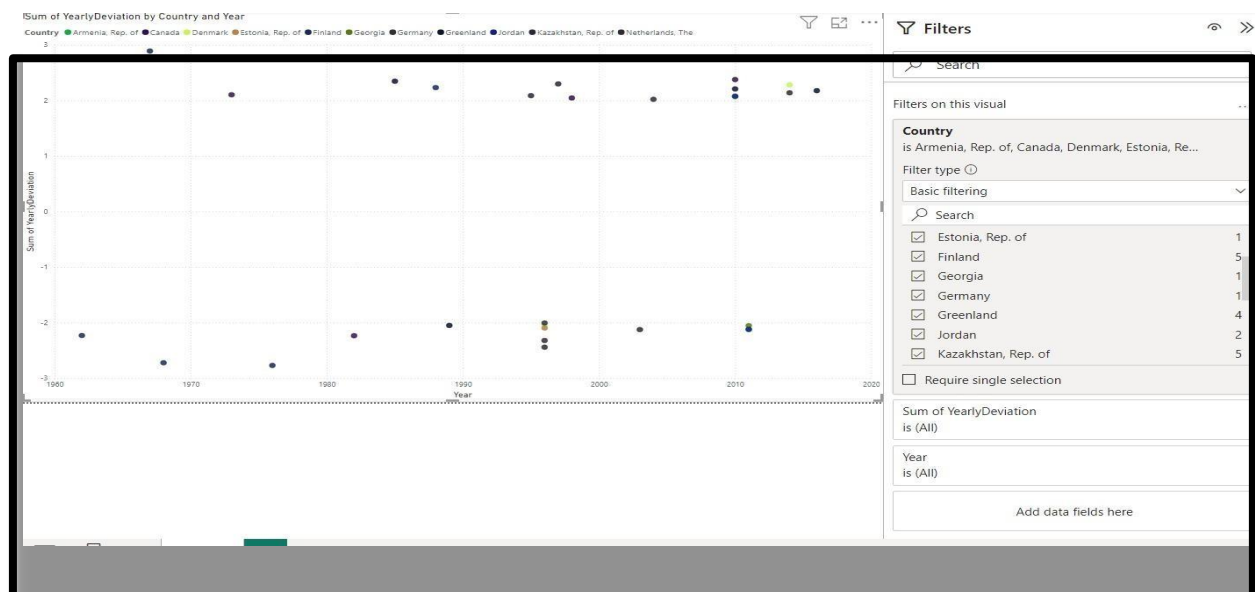 Sum of YearlyDeviation by Country and Year
Country Armenia, Rep. of Canada Denmark Estonia, Rep. of Finland Georgia Germany Greenland Jordan Kazakhstan, Rep. of Netherlands, The
3
2
1
0
-1
-2
-3
Sum of YearlyDeviation
1960 1970 1980 1990 2000 2010 2020
Year
Filters
Search
Filters on this visual
Country
is Armenia, Rep. of, Canada, Denmark, Estonia, Re...
Filter type
Basic filtering
Search
Estonia, Rep. of 1
Finland 5
Georgia 1
Germany 1
Greenland 4
Jordan 2
Kazakhstan, Rep. of 5
Require single selection
Sum of YearlyDeviation
is (All)
Year
is (All)
Add data fields here